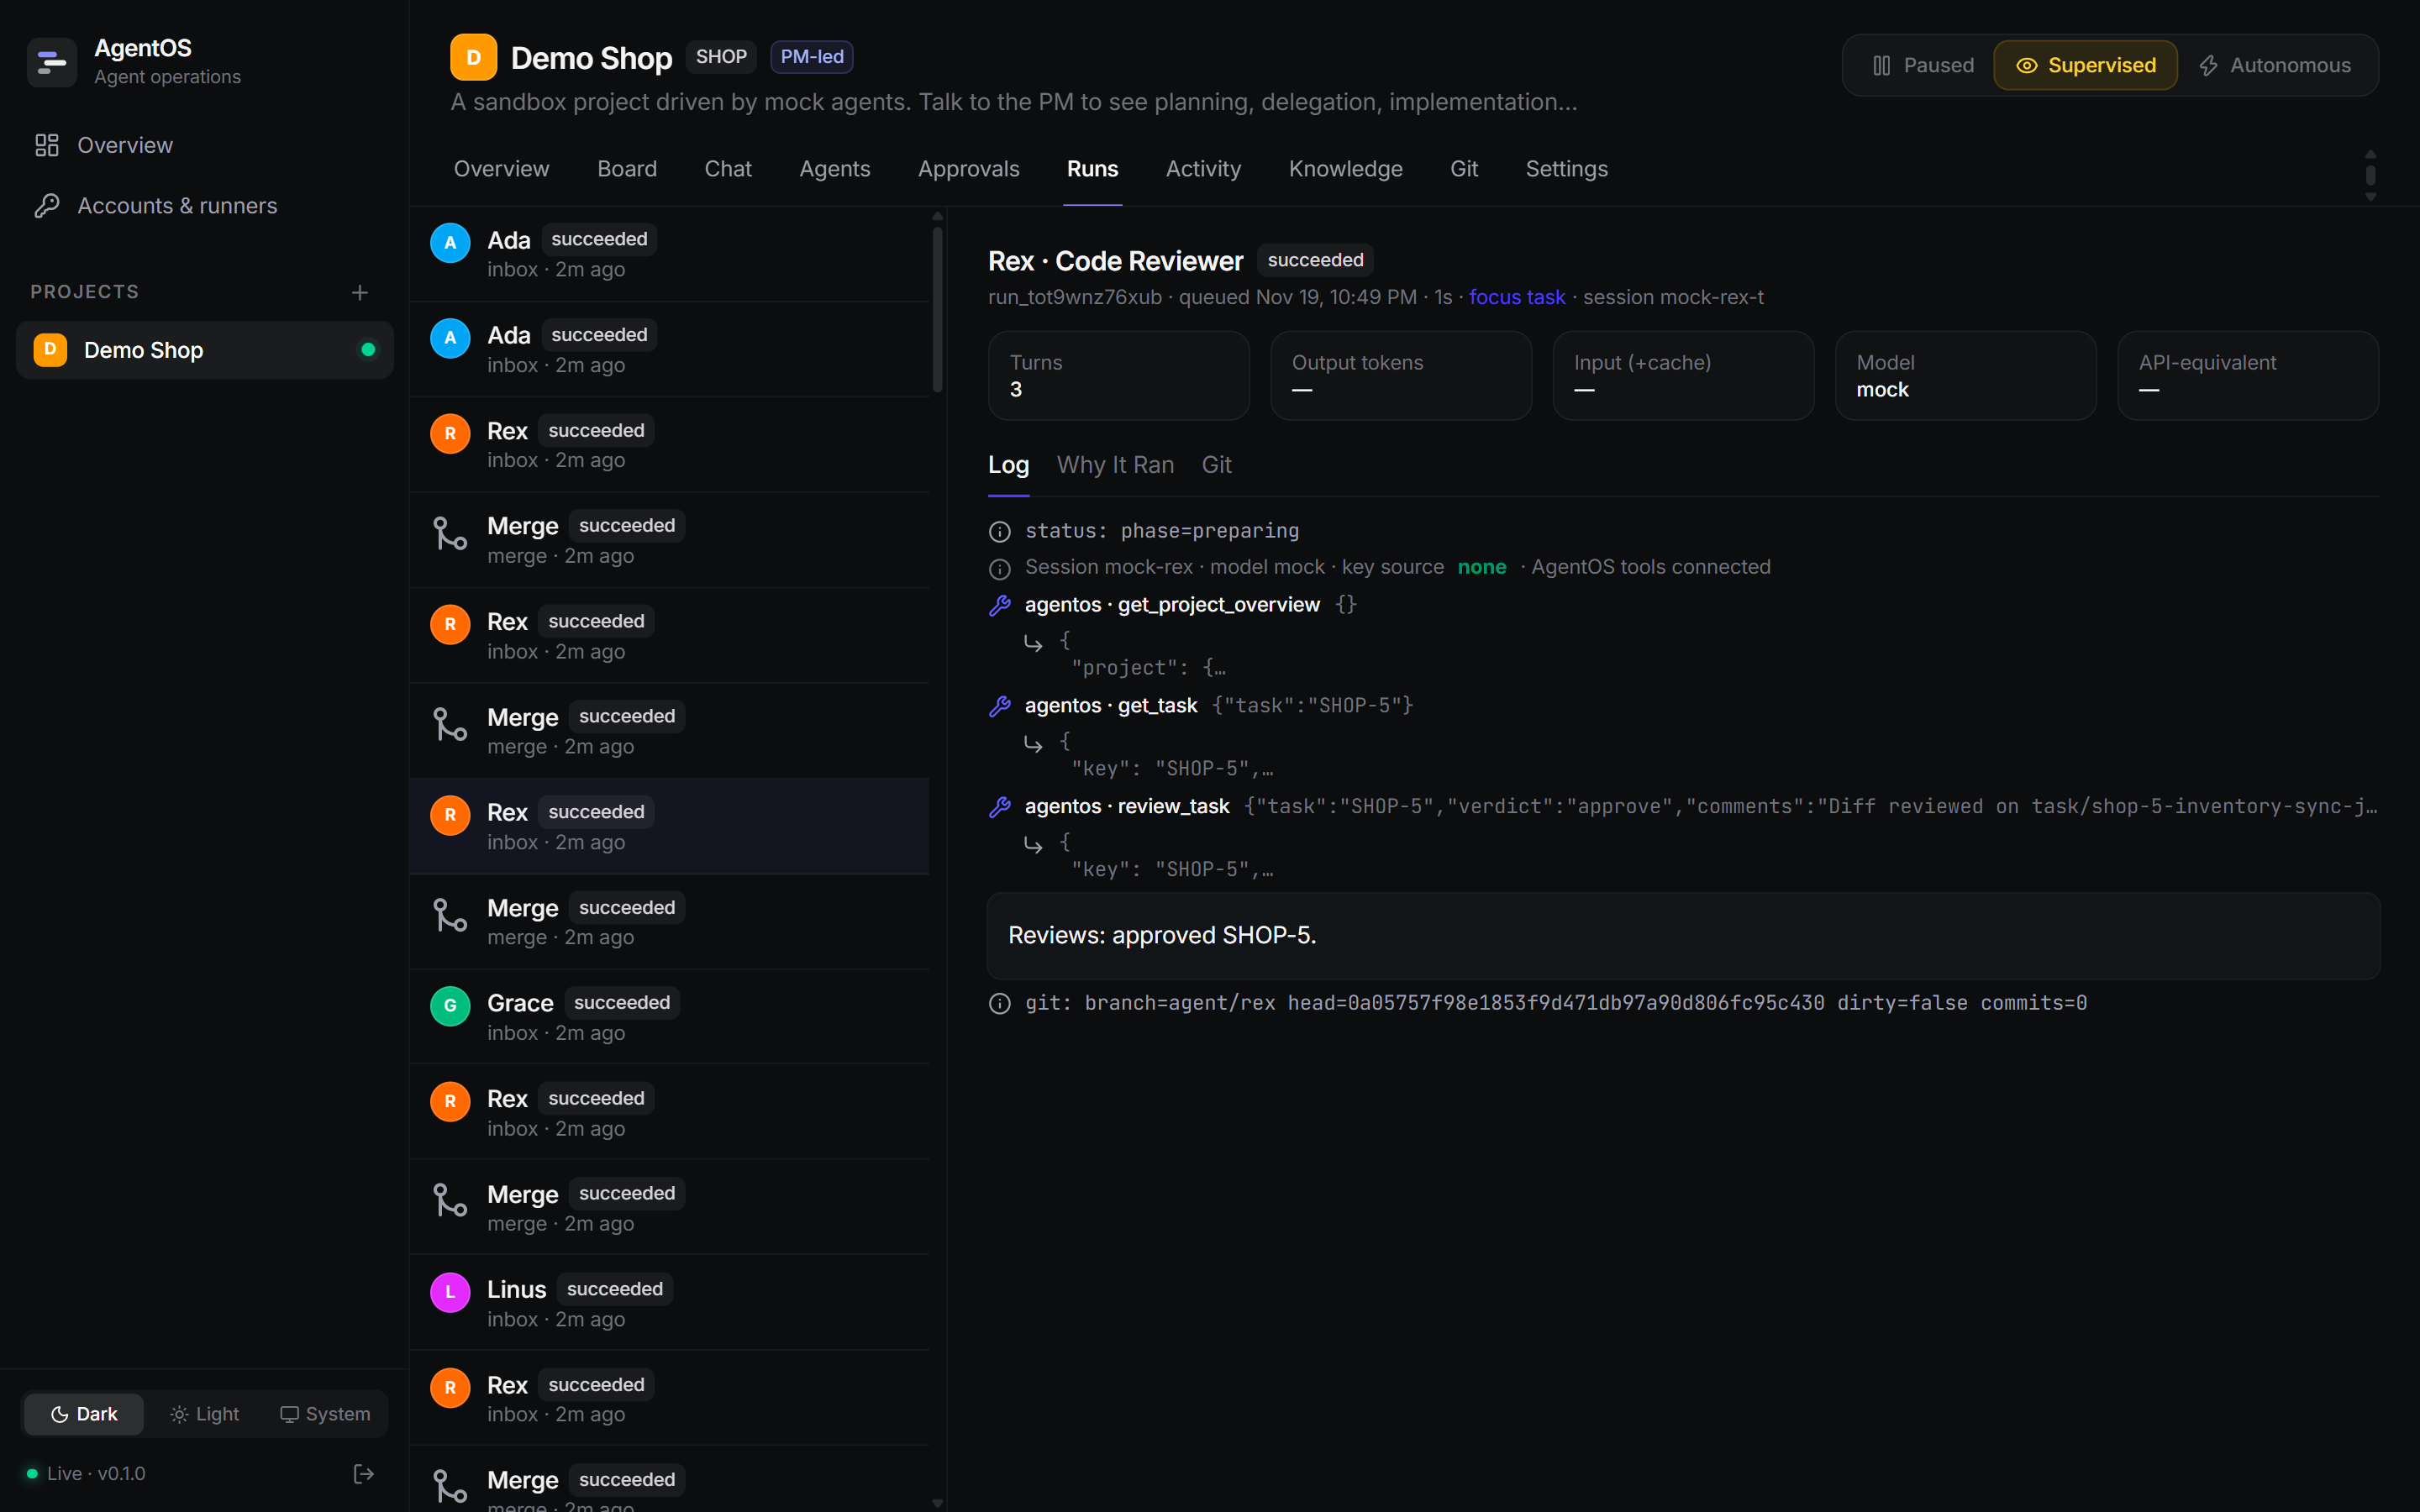 AgentOS
Agent operations
Overview
Accounts & runners
PROJECTS
D Demo Shop
Dark Light System
Live · v0.1.0
D Demo Shop SHOP PM-led
A sandbox project driven by mock agents. Talk to the PM to see planning, delegation, implementation…
Paused Supervised Autonomous
Overview Board Chat Agents Approvals Runs Activity Knowledge Git Settings
A Ada succeeded
inbox · 2m ago
A Ada succeeded
inbox · 2m ago
R Rex succeeded
inbox · 2m ago
Merge succeeded
merge · 2m ago
R Rex succeeded
inbox · 2m ago
Merge succeeded
merge · 2m ago
R Rex succeeded
inbox · 2m ago
Merge succeeded
merge · 2m ago
G Grace succeeded
inbox · 2m ago
R Rex succeeded
inbox · 2m ago
Merge succeeded
merge · 2m ago
L Linus succeeded
inbox · 2m ago
R Rex succeeded
inbox · 2m ago
Merge succeeded
merge · 2m ago
Rex · Code Reviewer succeeded
run_tot9wnz76xub · queued Nov 19, 10:49 PM · 1s · focus task · session mock-rex-t
Turns
3
Output tokens
—
Input (+cache)
—
Model
mock
API-equivalent
—
Log Why It Ran Git
status: phase=preparing
Session mock-rex · model mock · key source none · AgentOS tools connected
agentos · get_project_overview {}
{
"project": {…
agentos · get_task {"task":"SHOP-5"}
{
"key": "SHOP-5",…
agentos · review_task {"task":"SHOP-5","verdict":"approve","comments":"Diff reviewed on task/shop-5-inventory-sync-j…
{
"key": "SHOP-5",…
Reviews: approved SHOP-5.
git: branch=agent/rex head=0a05757f98e1853f9d471db97a90d806fc95c430 dirty=false commits=0